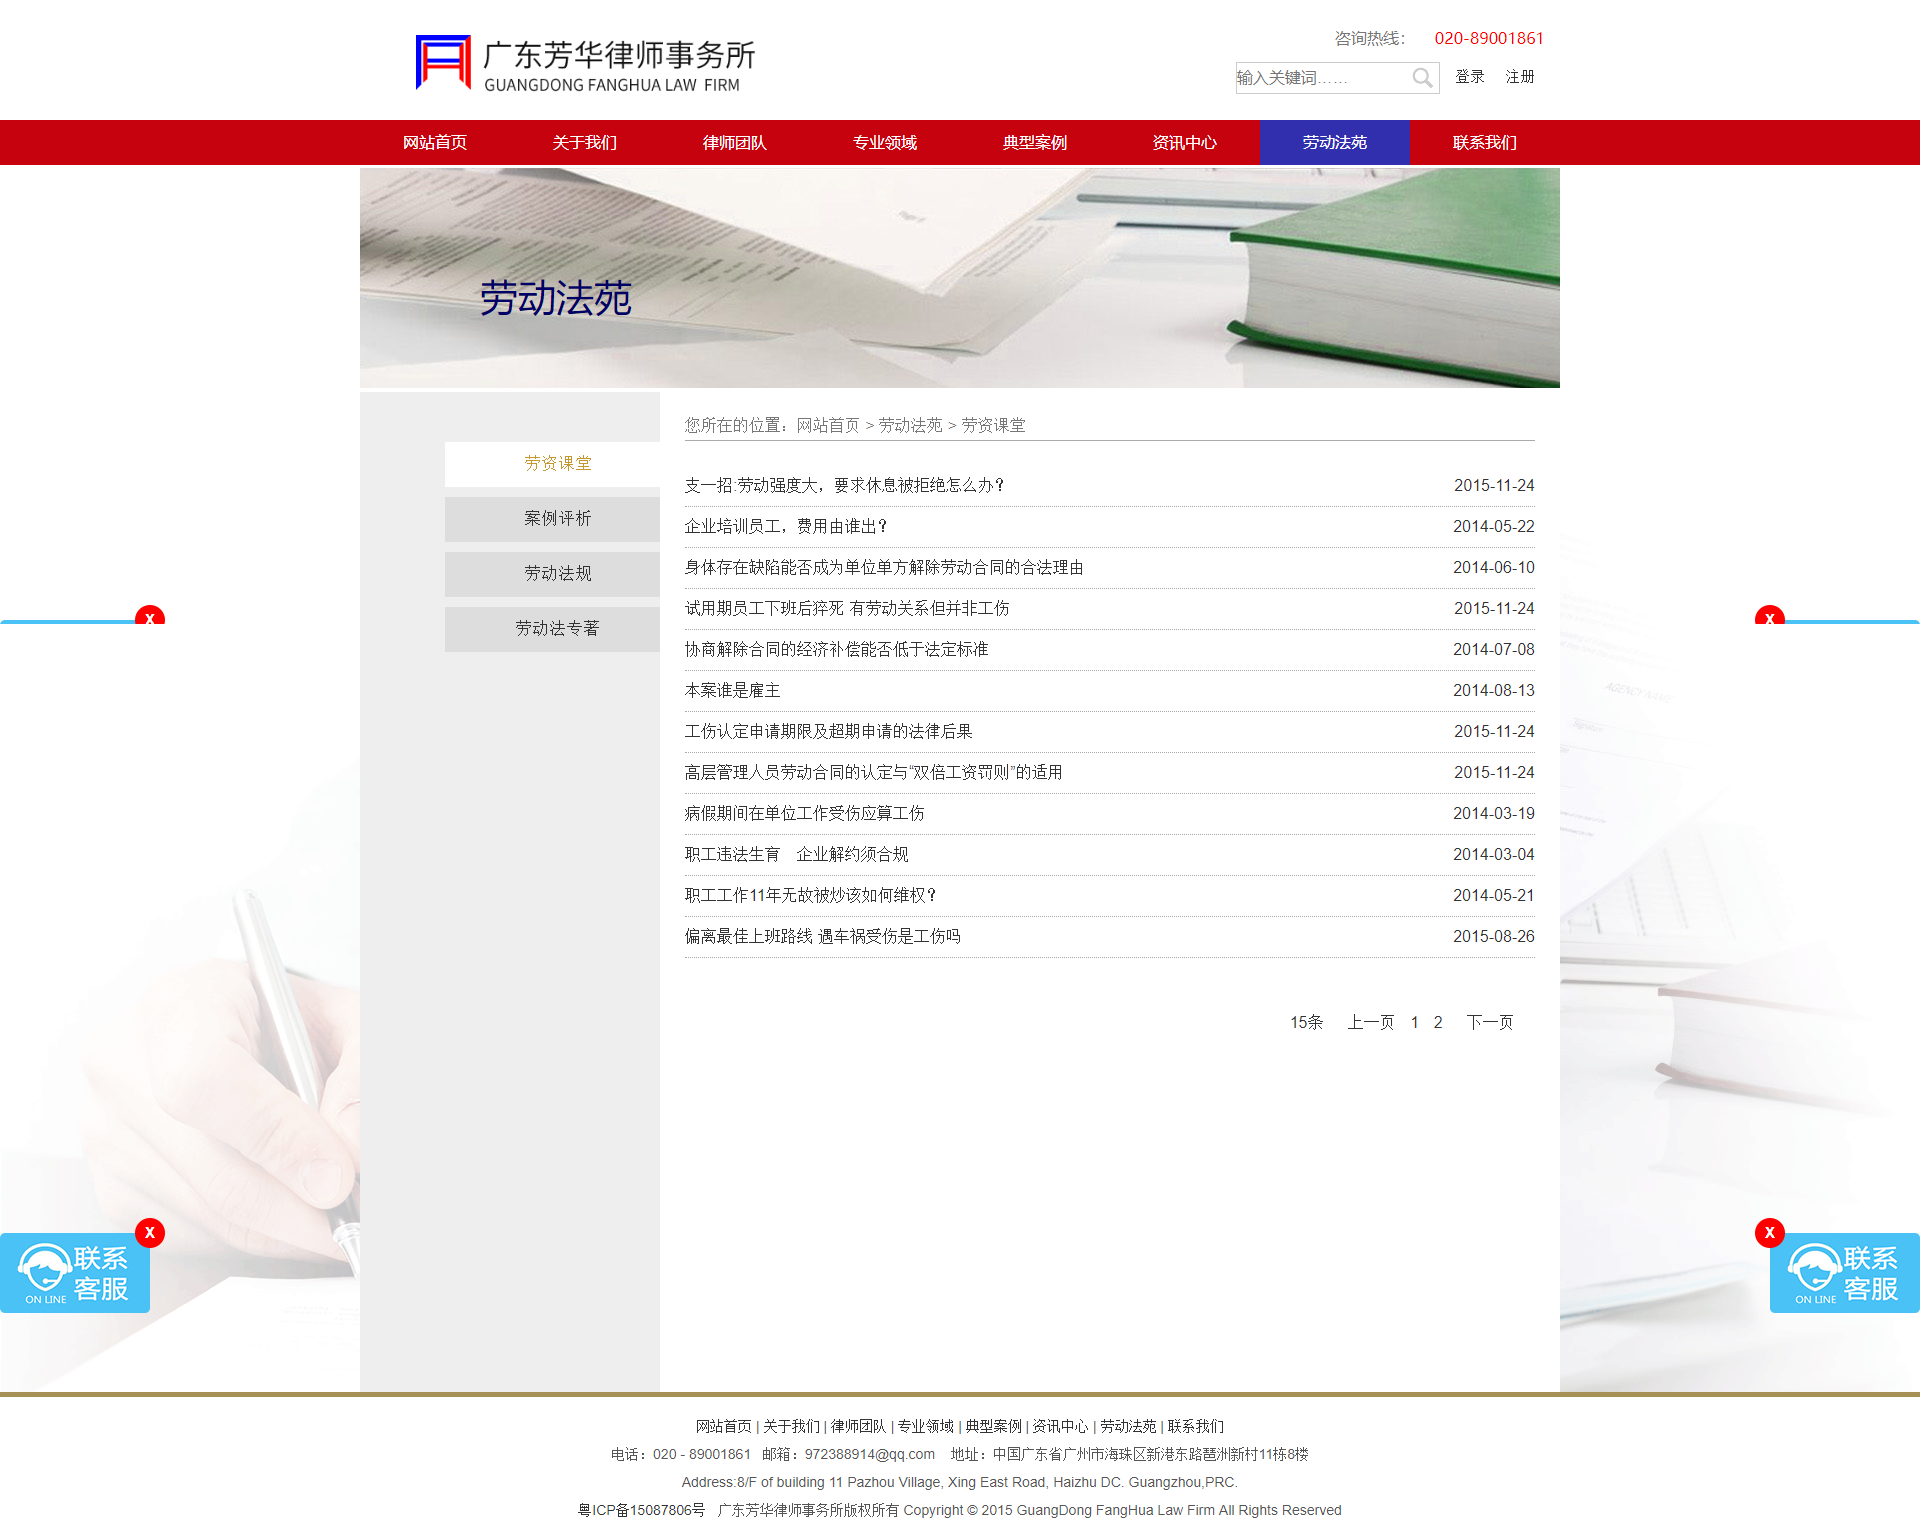 广东芳华律师事务所
GUANGDONG FANGHUA LAW FIRM
咨询热线： 020-89001861
输入关键词…… 登录 注册
网站首页 关于我们 律师团队 专业领域 典型案例 资讯中心 劳动法苑 联系我们
劳动法苑
您所在的位置：网站首页 > 劳动法苑 > 劳资课堂
劳资课堂
案例评析
劳动法规
劳动法专著
支一招:劳动强度大，要求休息被拒绝怎么办？ 2015-11-24
企业培训员工，费用由谁出？ 2014-05-22
身体存在缺陷能否成为单位单方解除劳动合同的合法理由 2014-06-10
试用期员工下班后猝死 有劳动关系但并非工伤 2015-11-24
协商解除合同的经济补偿能否低于法定标准 2014-07-08
本案谁是雇主 2014-08-13
工伤认定申请期限及超期申请的法律后果 2015-11-24
高层管理人员劳动合同的认定与“双倍工资罚则”的适用 2015-11-24
病假期间在单位工作受伤应算工伤 2014-03-19
职工违法生育　企业解约须合规 2014-03-04
职工工作11年无故被炒该如何维权？ 2014-05-21
偏离最佳上班路线 遇车祸受伤是工伤吗 2015-08-26
15条 上一页 1 2 下一页
X
X
X
联系
客服
ON LINE
X
联系
客服
ON LINE
网站首页 | 关于我们 | 律师团队 | 专业领域 | 典型案例 | 资讯中心 | 劳动法苑 | 联系我们
电话：020 - 89001861 邮箱：972388914@qq.com 地址：中国广东省广州市海珠区新港东路琶洲新村11栋8楼
Address:8/F of building 11 Pazhou Village, Xing East Road, Haizhu DC. Guangzhou,PRC.
粤ICP备15087806号 广东芳华律师事务所版权所有 Copyright © 2015 GuangDong FangHua Law Firm All Rights Reserved